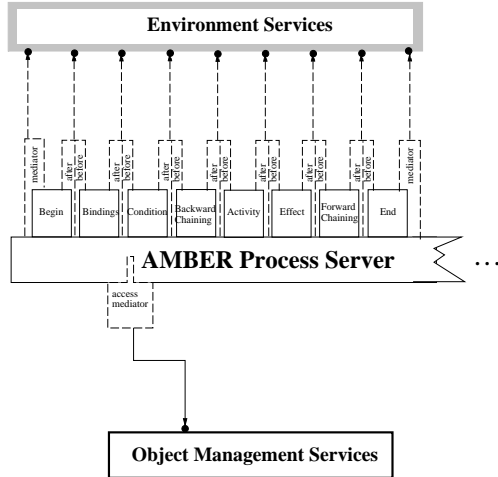 Environment Services
mediator
after
before
after
before
after
before
after
before
after
before
after
before
after
before
mediator
Begin
Bindings
Condition
Backward
Chaining
Activity
Effect
Forward
Chaining
End
AMBER Process Server
...
access
mediator
Object Management Services